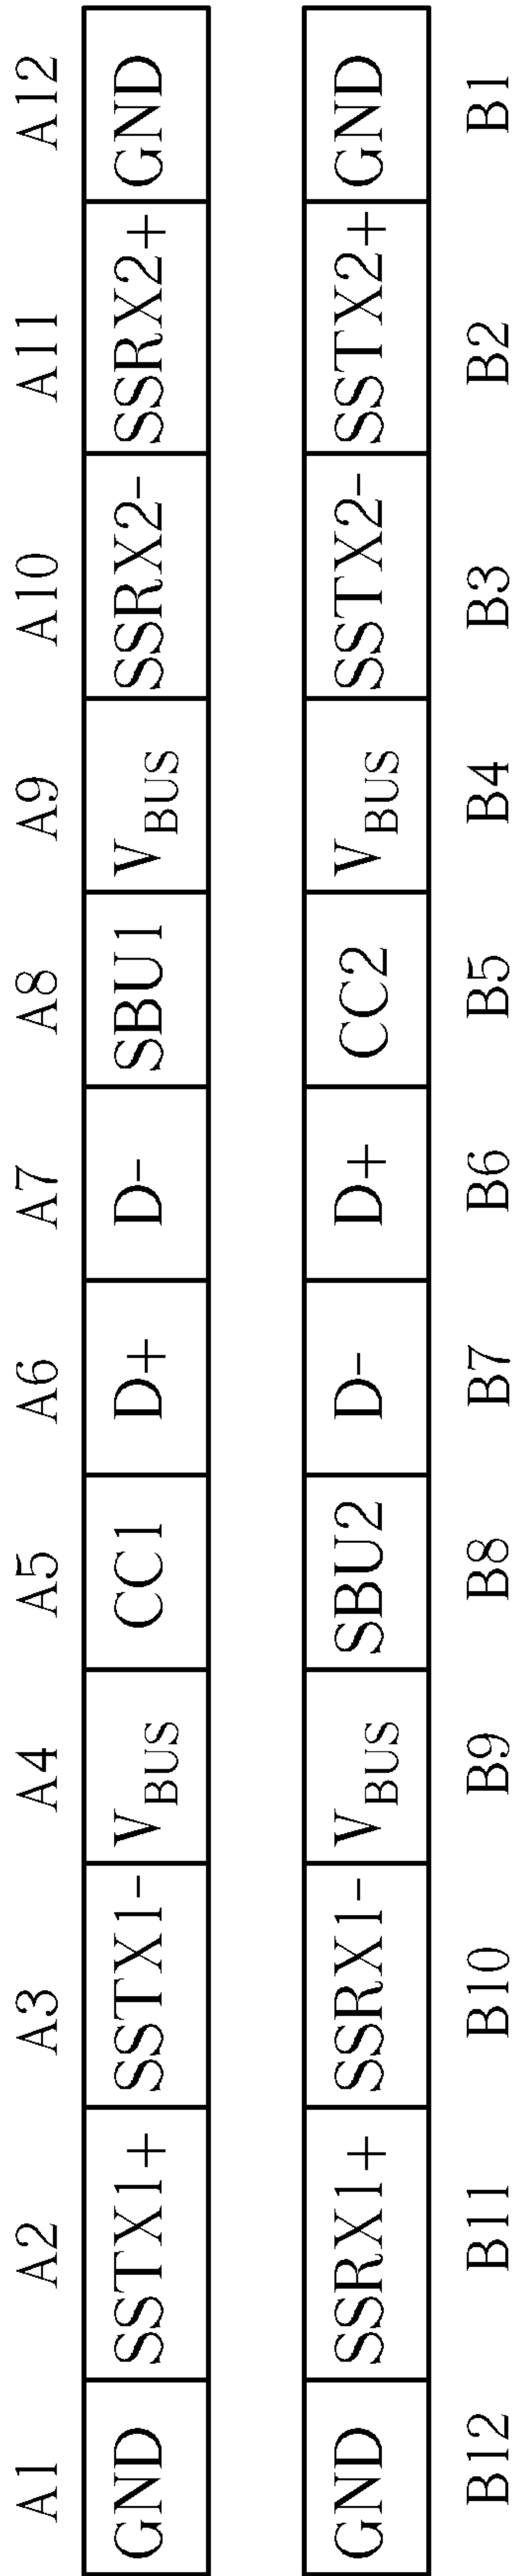 A1 A2 A3 A4 A5 A6 A7 A8 A9 A10 A11 A12
GND SSTX1+ SSTX1- VBUS CC1 D+ D- SBU1 VBUS SSRX2- SSRX2+ GND
GND SSRX1+ SSRX1- VBUS SBU2 D- D+ CC2 VBUS SSTX2- SSTX2+ GND
B12 B11 B10 B9 B8 B7 B6 B5 B4 B3 B2 B1